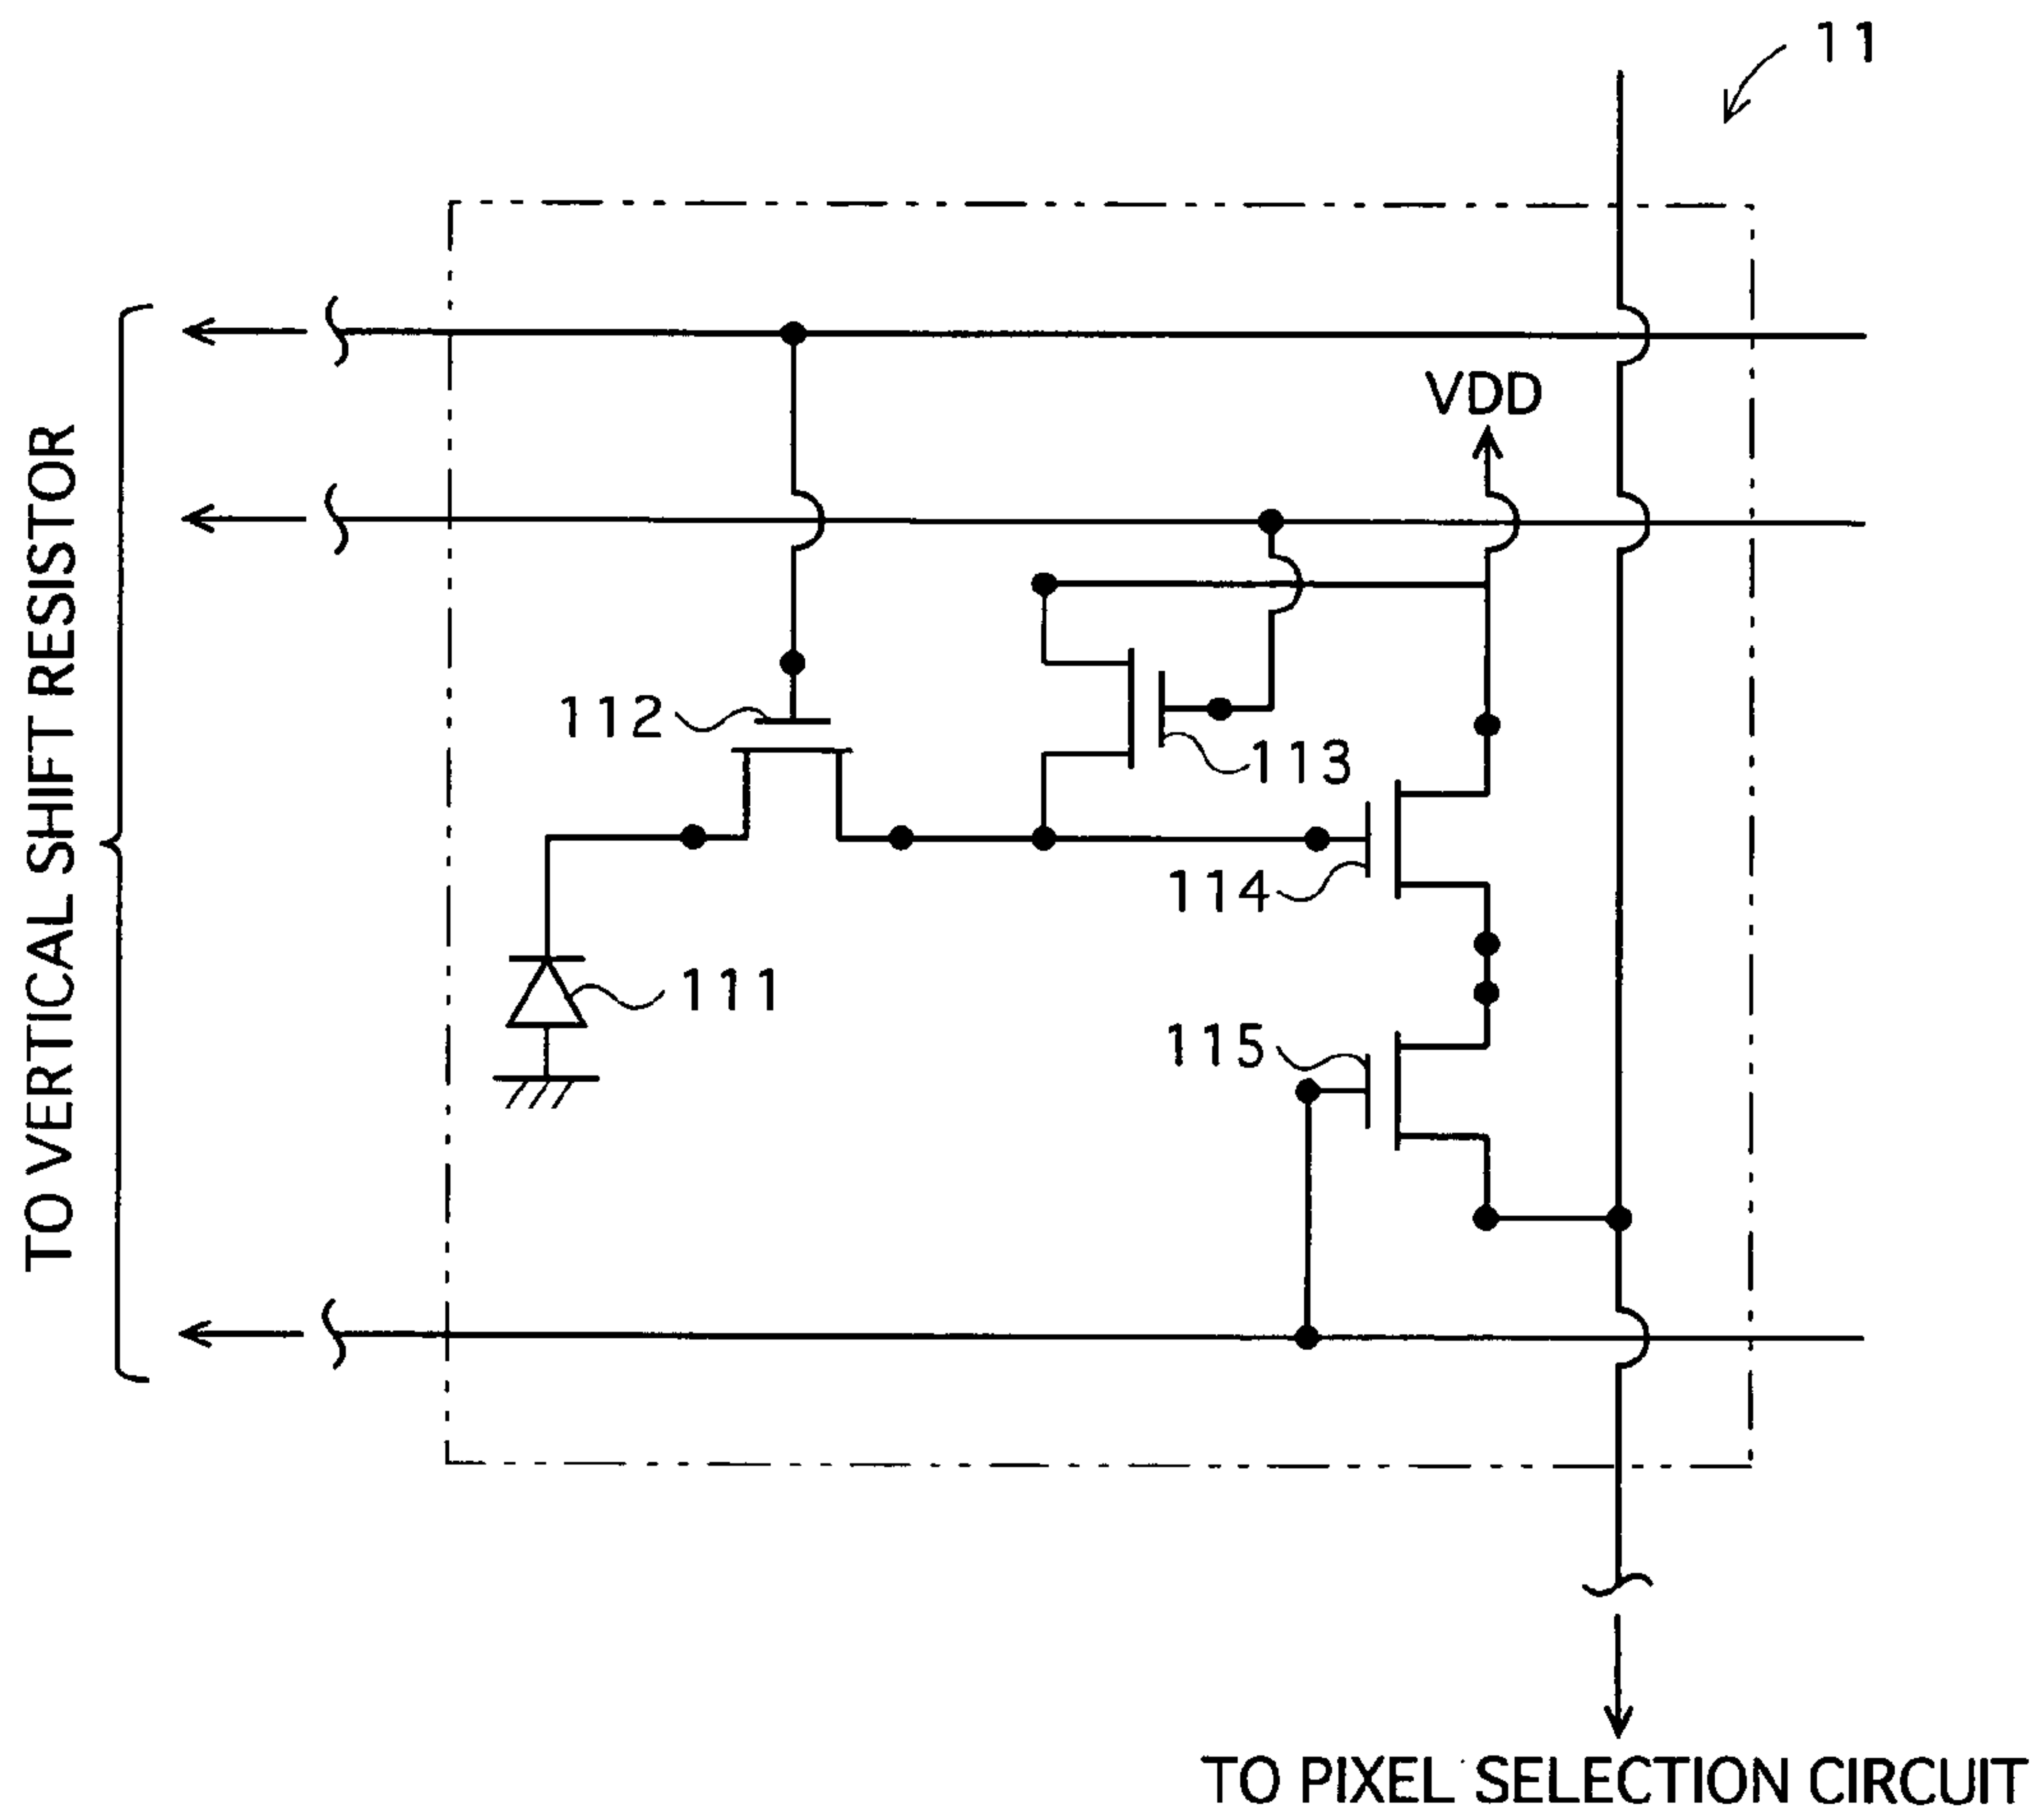 11
VDD
TO VERTICAL SHIFT RESISTOR
112
113
114
111
115
TO PIXEL SELECTION CIRCUIT